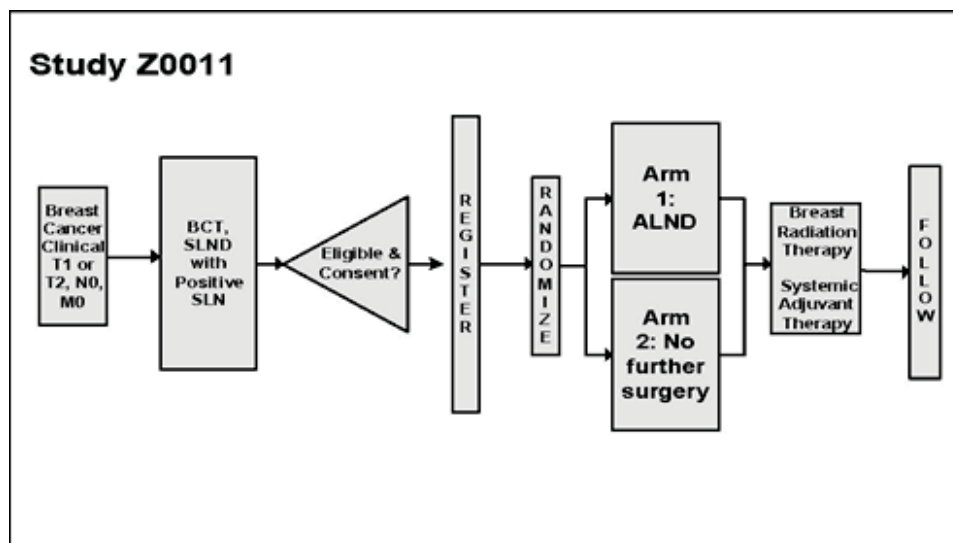 Study Z0011
Breast
Cancer
Clinical
T1 or
T2, N0,
M0
BCT,
SLND
with
Positive
SLN
Eligible &
Consent?
REGISTER
RANDOMIZE
Arm
1:
ALND
Arm
2: No
further
surgery
Breast
Radiation
Therapy
Systemic
Adjuvant
Therapy
FOLLOW